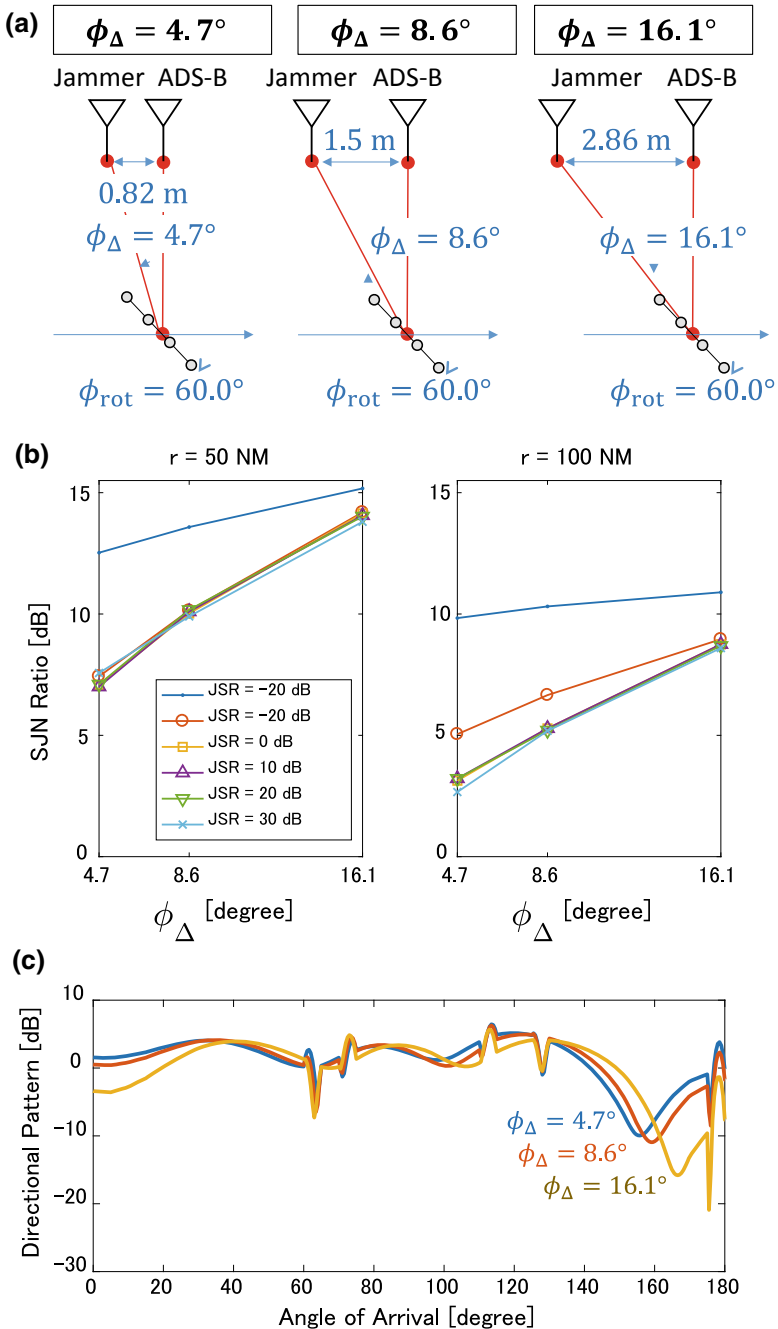 (a)
ϕΔ = 4.7° ϕΔ = 8.6° ϕΔ = 16.1°
Jammer ADS-B Jammer ADS-B Jammer ADS-B
0.82 m 1.5 m 2.86 m
ϕΔ = 4.7° ϕΔ = 8.6° ϕΔ = 16.1°
ϕrot = 60.0° ϕrot = 60.0° ϕrot = 60.0°
(b)
r = 50 NM r = 100 NM
SJN Ratio [dB]
15
10
5
0
4.7 8.6 16.1
ϕΔ [degree]
JSR = -20 dB
JSR = -20 dB
JSR = 0 dB
JSR = 10 dB
JSR = 20 dB
JSR = 30 dB
15
10
5
0
4.7 8.6 16.1
ϕΔ [degree]
(c)
Directional Pattern [dB]
10
0
-10
-20
-30
ϕΔ = 4.7°
ϕΔ = 8.6°
ϕΔ = 16.1°
0 20 40 60 80 100 120 140 160 180
Angle of Arrival [degree]